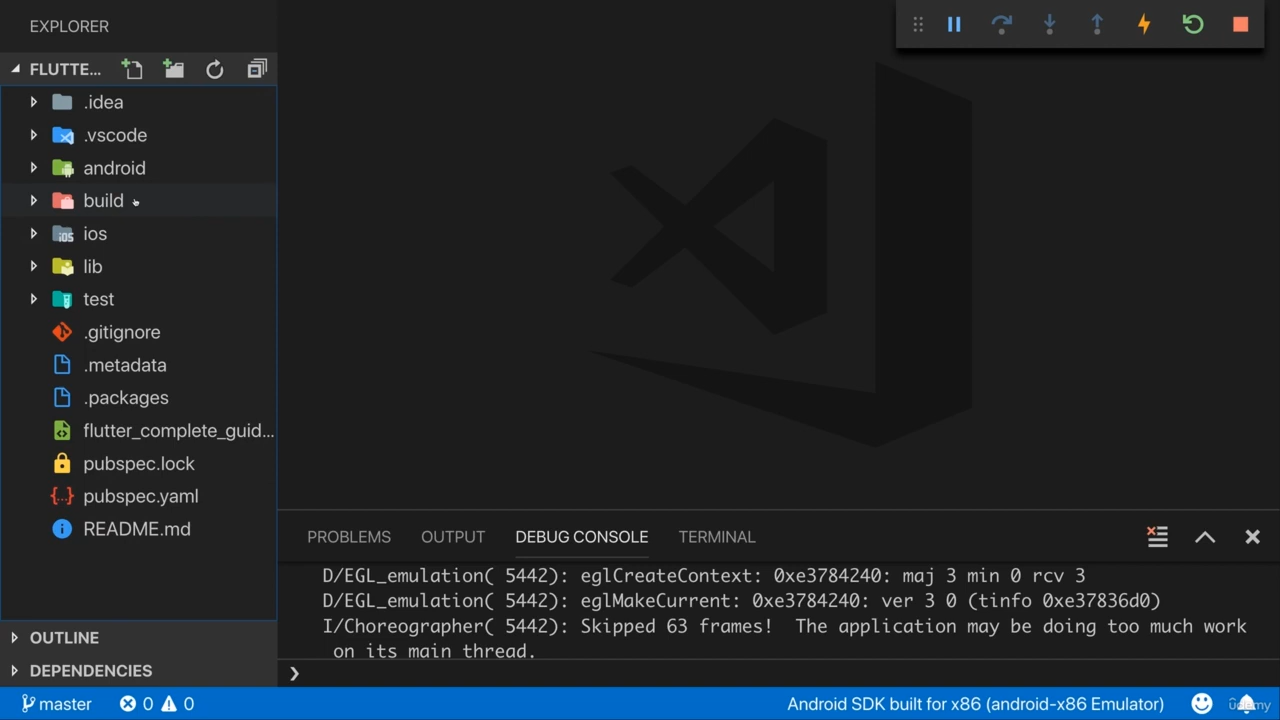 EXPLORER
FLUTTE...
.idea
.vscode
android
build
ios
lib
test
.gitignore
.metadata
.packages
flutter_complete_guid...
pubspec.lock
pubspec.yaml
README.md
OUTLINE
DEPENDENCIES
PROBLEMS OUTPUT DEBUG CONSOLE TERMINAL
D/EGL_emulation( 5442): eglCreateContext: 0xe3784240: maj 3 min 0 rcv 3
D/EGL_emulation( 5442): eglMakeCurrent: 0xe3784240: ver 3 0 (tinfo 0xe37836d0)
I/Choreographer( 5442): Skipped 63 frames!  The application may be doing too much work
on its main thread.
❯
master 0 0 Android SDK built for x86 (android-x86 Emulator)
udemy